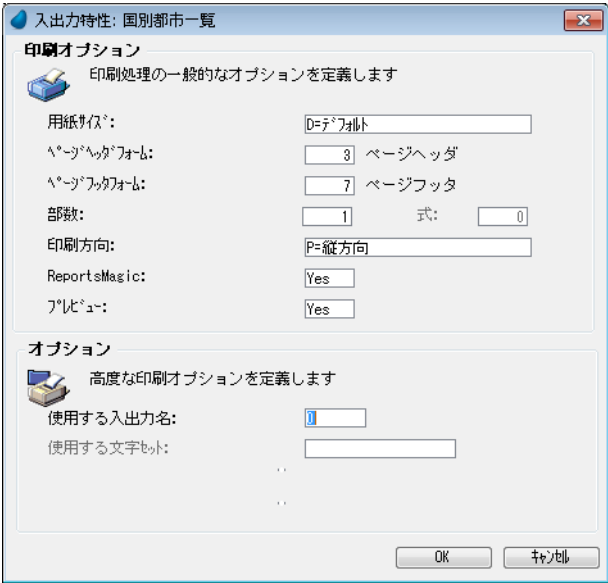 入出力特性: 国別都市一覧
印刷オプション
印刷処理の一般的なオプションを定義します
用紙ｻｲｽﾞ: D=ﾃﾞﾌｫﾙﾄ
ﾍﾟｰｼﾞﾍｯﾀﾞﾌｫｰﾑ: 3 ページヘッダ
ﾍﾟｰｼﾞﾌｯﾀﾌｫｰﾑ: 7 ページフッタ
部数: 1 式: 0
印刷方向: P=縦方向
ReportsMagic: Yes
ﾌﾟﾚﾋﾞｭｰ: Yes
オプション
高度な印刷オプションを定義します
使用する入出力名: 0
使用する文字ｾｯﾄ:
OK ｷｬﾝｾﾙ